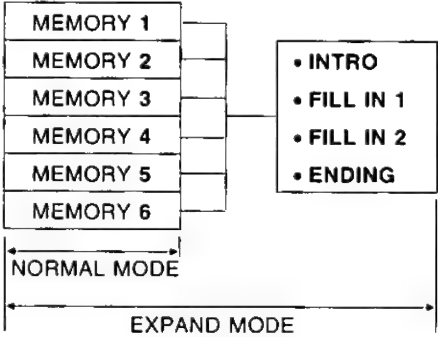 MEMORY 1
MEMORY 2
MEMORY 3
MEMORY 4
MEMORY 5
MEMORY 6
• INTRO
• FILL IN 1
• FILL IN 2
• ENDING
NORMAL MODE
EXPAND MODE